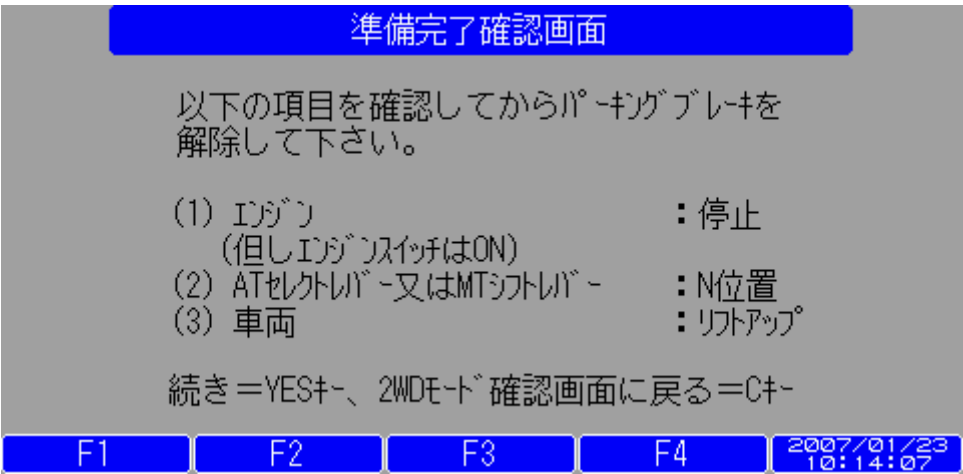 準備完了確認画面
以下の項目を確認してからﾊﾟｰｷﾝｸﾞﾌﾞﾚｰｷを
解除して下さい。
(1) ｴﾝｼﾞﾝ ：停止
(但しｴﾝｼﾞﾝｽｲｯﾁはON)
(2) ATｾﾚｸﾄﾚﾊﾞｰ又はMTｼﾌﾄﾚﾊﾞｰ ：N位置
(3) 車両 ：ﾘﾌﾄｱｯﾌﾟ
続き＝YESｷｰ、2WDﾓｰﾄﾞ確認画面に戻る＝Cｷｰ
F1 F2 F3 F4 2007/01/23
10:14:07